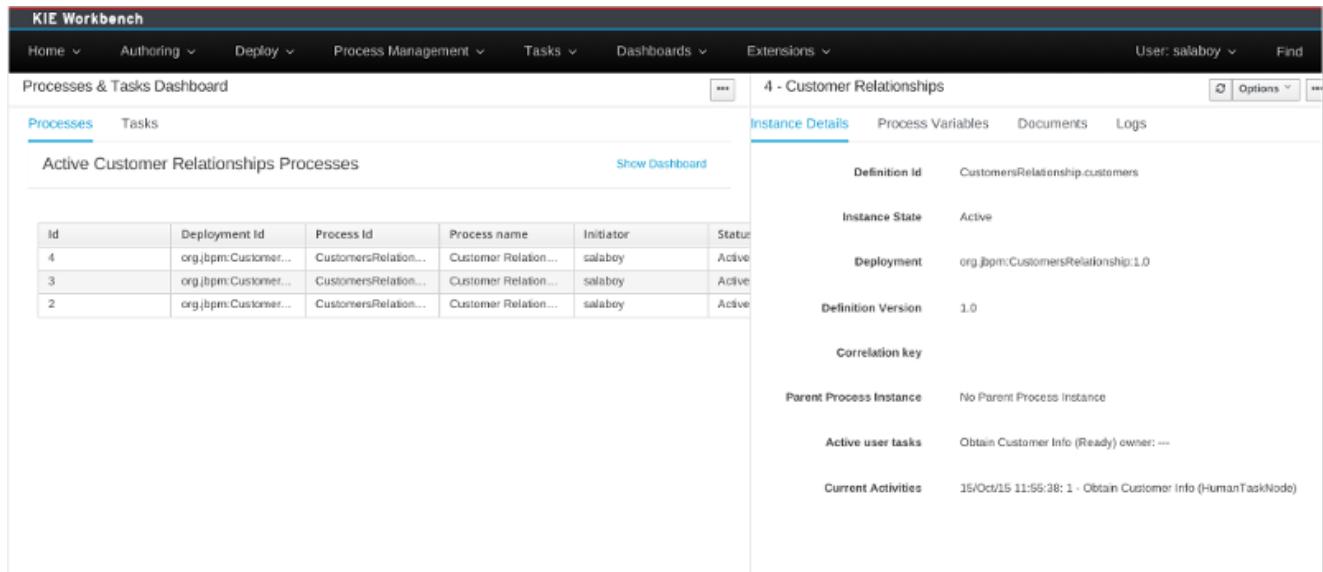 KIE Workbench
Home Authoring Deploy Process Management Tasks Dashboards Extensions User: salaboy Find
Processes & Tasks Dashboard
Processes Tasks
Active Customer Relationships Processes Show Dashboard
Id Deployment Id Process Id Process name Initiator Status
4 org.jbpm:Customer... CustomersRelation... Customer Relation... salaboy Active
3 org.jbpm:Customer... CustomersRelation... Customer Relation... salaboy Active
2 org.jbpm:Customer... CustomersRelation... Customer Relation... salaboy Active
4 - Customer Relationships Options
Instance Details Process Variables Documents Logs
Definition Id CustomersRelationship.customers
Instance State Active
Deployment org.jbpm:CustomersRelationship:1.0
Definition Version 1.0
Correlation key
Parent Process Instance No Parent Process Instance
Active user tasks Obtain Customer Info (Ready) owner: ---
Current Activities 15/Oct/15 11:55:38: 1 - Obtain Customer Info (HumanTaskNode)